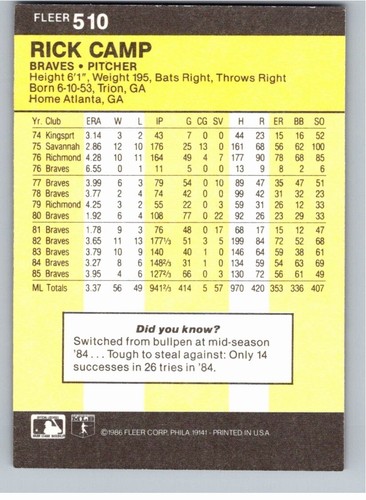 FLEER 510
RICK CAMP
BRAVES • PITCHER
Height 6'1", Weight 195, Bats Right, Throws Right
Born 6-10-53, Trion, GA
Home Atlanta, GA
Yr. Club ERA W L IP G CG SV H R ER BB SO
74 Kingsprt 3.14 3 2 43 7 0 0 44 23 15 16 52
75 Savannah 2.86 12 10 176 25 13 0 161 68 56 62 100
76 Richmond 4.28 10 11 164 49 4 7 177 90 78 68 85
76 Braves 6.55 0 1 11 5 0 0 13 9 8 2 6
77 Braves 3.99 6 3 79 54 0 10 89 47 35 47 51
78 Braves 3.77 2 4 74 42 0 0 99 42 31 32 23
79 Richmond 4.25 2 3 55 22 0 3 59 31 26 12 33
80 Braves 1.92 6 4 108 77 0 22 92 26 23 29 33
81 Braves 1.78 9 3 76 48 0 17 68 17 15 12 47
82 Braves 3.65 11 13 177⅓ 51 3 5 199 84 72 52 68
83 Braves 3.79 10 9 140 40 1 0 146 64 59 38 61
84 Braves 3.27 8 6 148⅔ 31 1 0 134 59 54 63 69
85 Braves 3.95 4 6 127⅔ 66 0 3 130 72 56 61 49
ML Totals 3.37 56 49 941⅔ 414 5 57 970 420 353 336 407
Did you know?
Switched from bullpen at mid-season
'84 . . . Tough to steal against: Only 14
successes in 26 tries in '84.
©1986 FLEER CORP. PHILA. 19141 - PRINTED IN U.S.A.